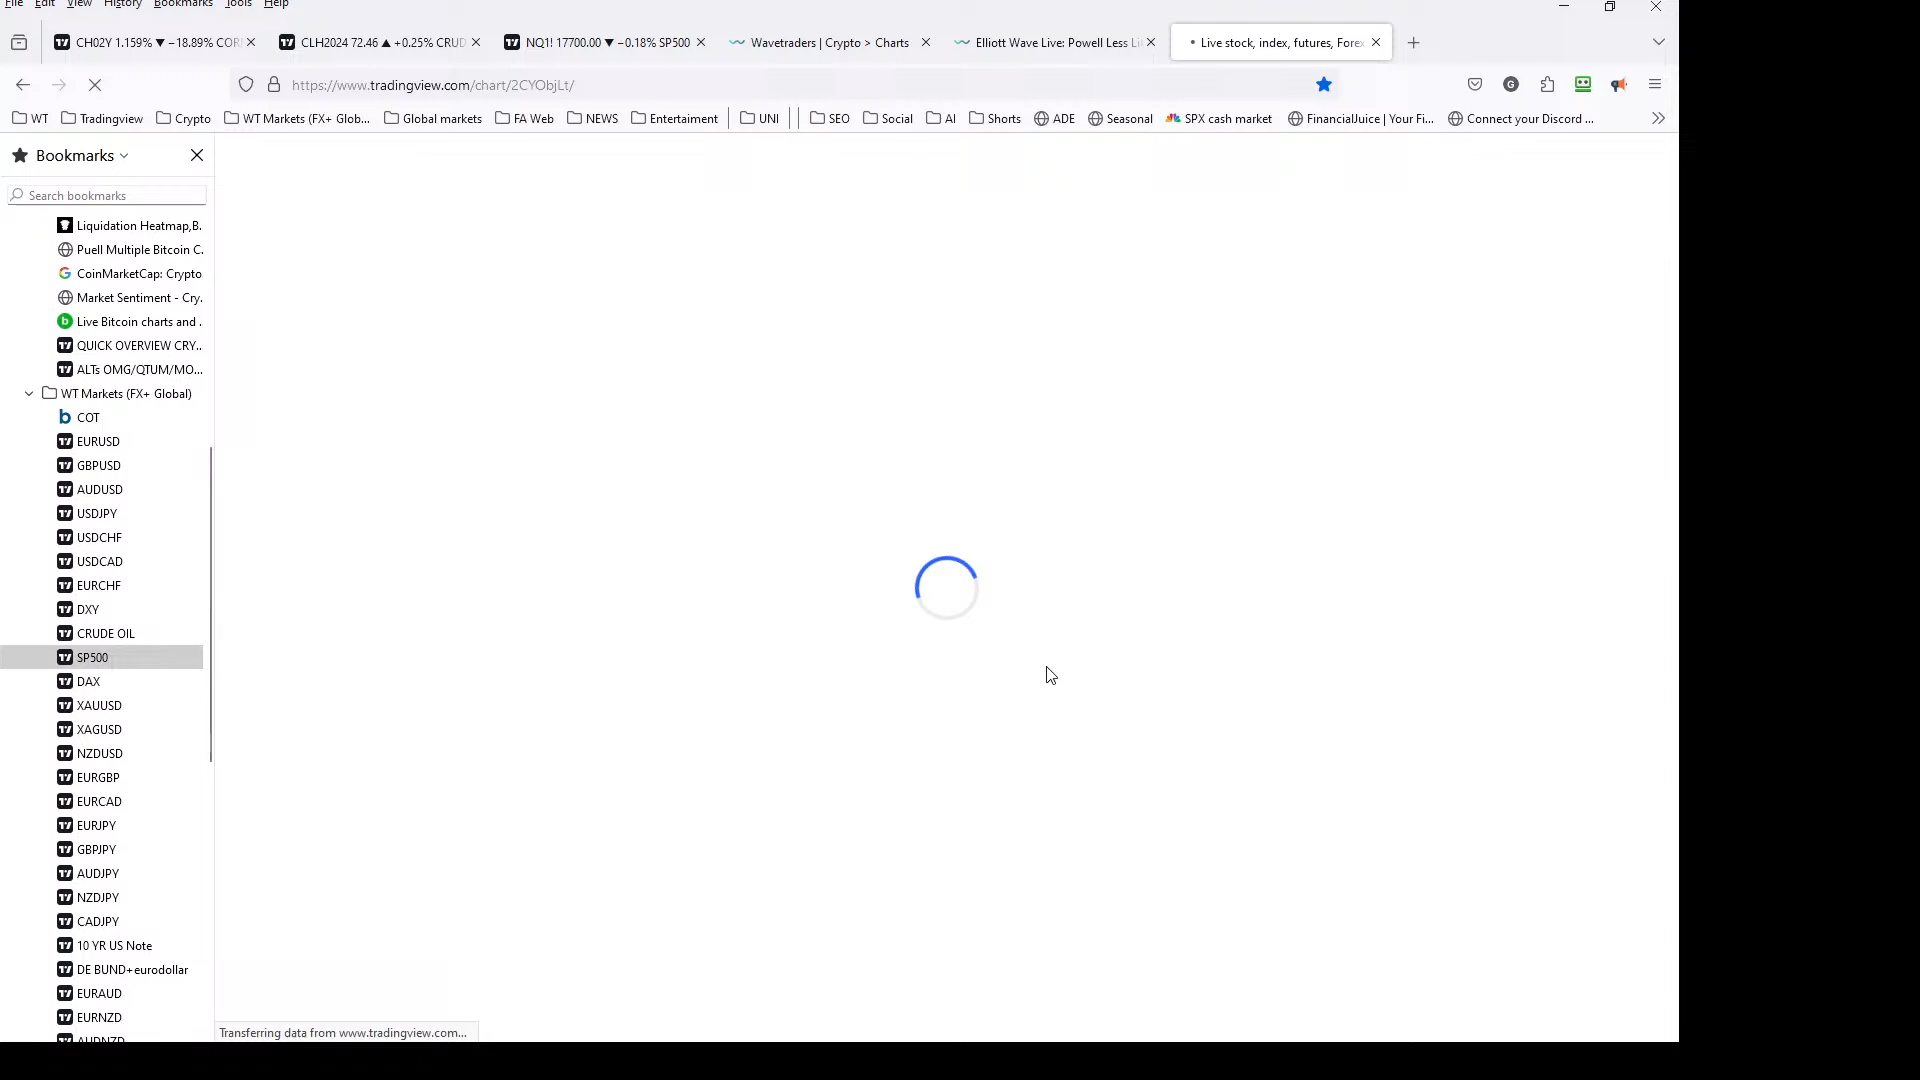 File Edit View History Bookmarks Tools Help
CH02Y 1.159% ▼ −18.89% COR
CLH2024 72.46 ▲ +0.25% CRUD
NQ1! 17700.00 ▼ −0.18% SP500
Wavetraders | Crypto > Charts
Elliott Wave Live: Powell Less Li
Live stock, index, futures, Forex
https://www.tradingview.com/chart/2CYObjLt/
WT Tradingview Crypto WT Markets (FX+ Glob... Global markets FA Web NEWS Entertaiment UNI SEO Social AI Shorts ADE Seasonal SPX cash market FinancialJuice | Your Fi... Connect your Discord ...
Bookmarks
Search bookmarks
Liquidation Heatmap,B.
Puell Multiple Bitcoin C.
CoinMarketCap: Crypto
Market Sentiment - Cry.
Live Bitcoin charts and .
QUICK OVERVIEW CRY...
ALTs OMG/QTUM/MO...
WT Markets (FX+ Global)
COT
EURUSD
GBPUSD
AUDUSD
USDJPY
USDCHF
USDCAD
EURCHF
DXY
CRUDE OIL
SP500
DAX
XAUUSD
XAGUSD
NZDUSD
EURGBP
EURCAD
EURJPY
GBPJPY
AUDJPY
NZDJPY
CADJPY
10 YR US Note
DE BUND+eurodollar
EURAUD
EURNZD
AUDNZD
Transferring data from www.tradingview.com...